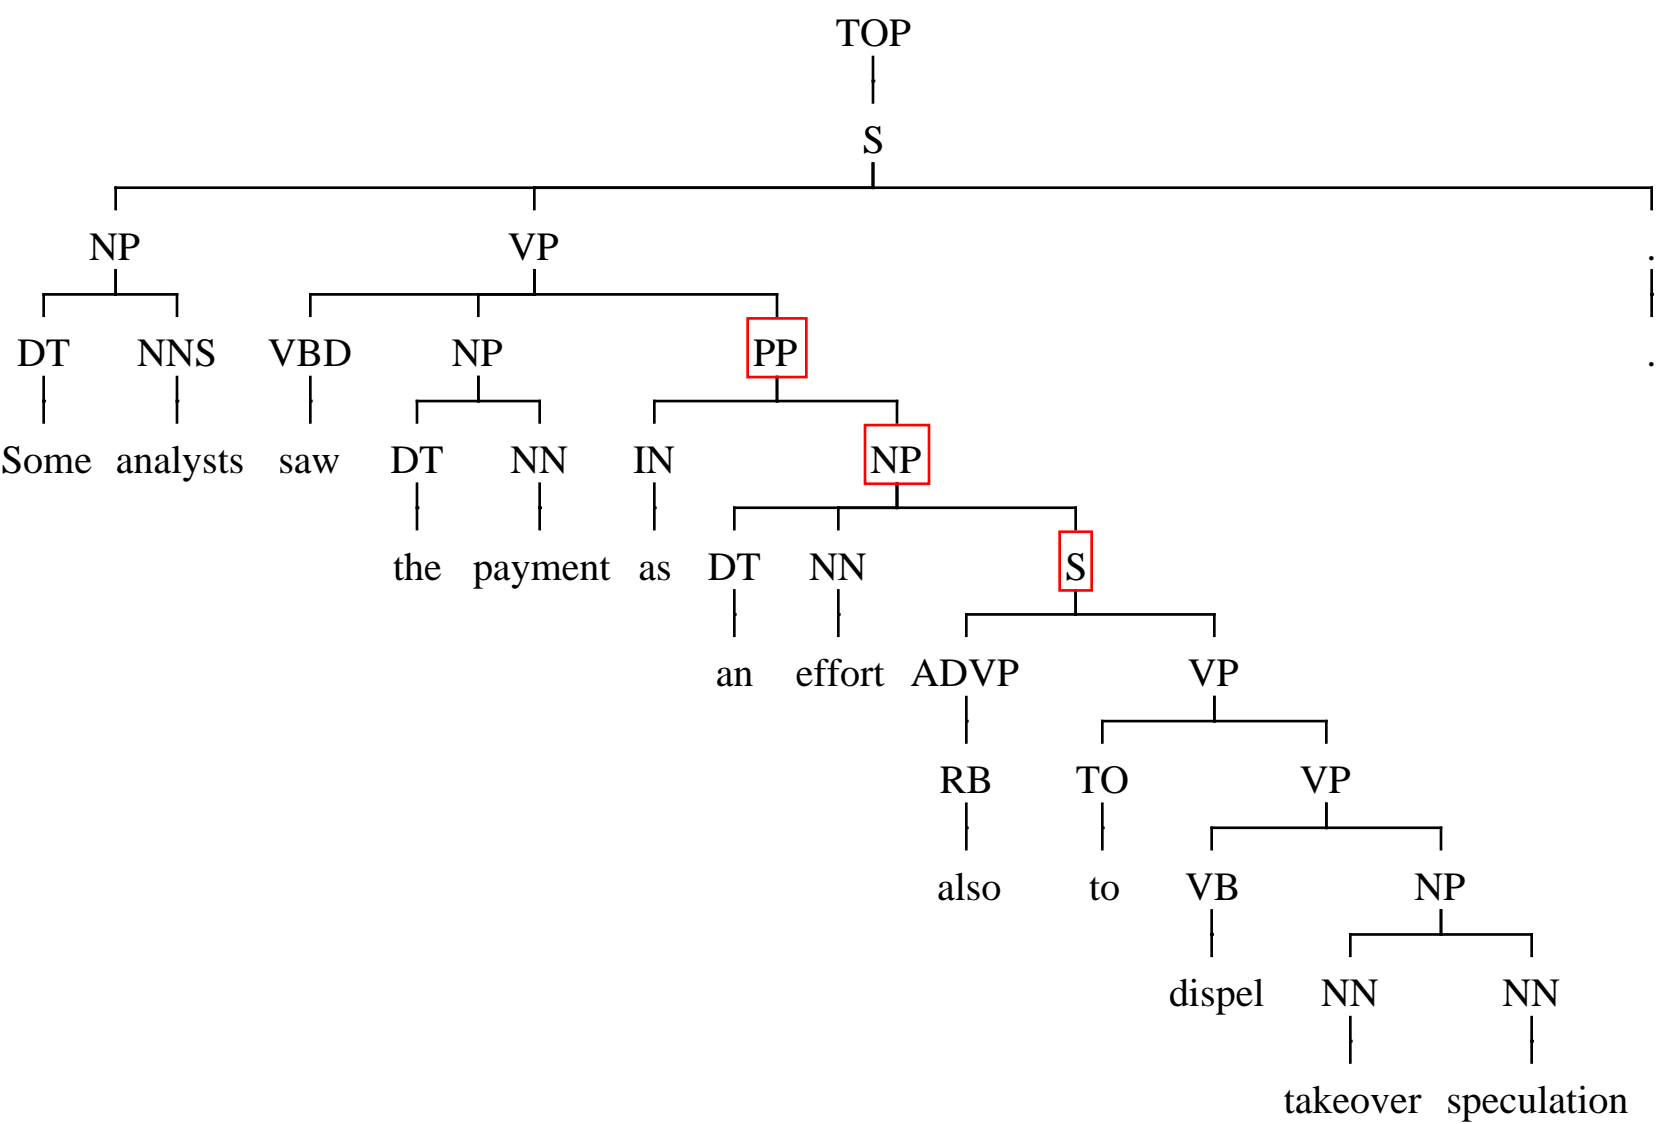 TOP
S
NP VP .
DT NNS VBD NP PP .
Some analysts saw DT NN IN NP
the payment as DT NN S
an effort ADVP VP
RB TO VP
also to VB NP
dispel NN NN
takeover speculation